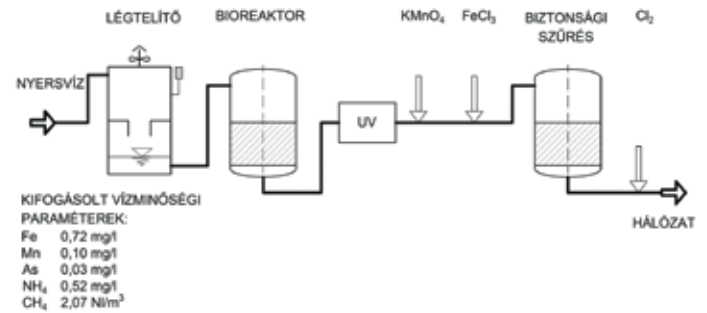 LÉGTELÍTŐ
BIOREAKTOR
KMnO₄
FeCl₃
BIZTONSÁGI
SZŰRÉS
Cl₂
NYERSVÍZ
UV
HÁLÓZAT
KIFOGÁSOLT VÍZMINŐSÉGI
PARAMÉTEREK:
Fe 0,72 mg/l
Mn 0,10 mg/l
As 0,03 mg/l
NH₄ 0,52 mg/l
CH₄ 2,07 Nl/m³